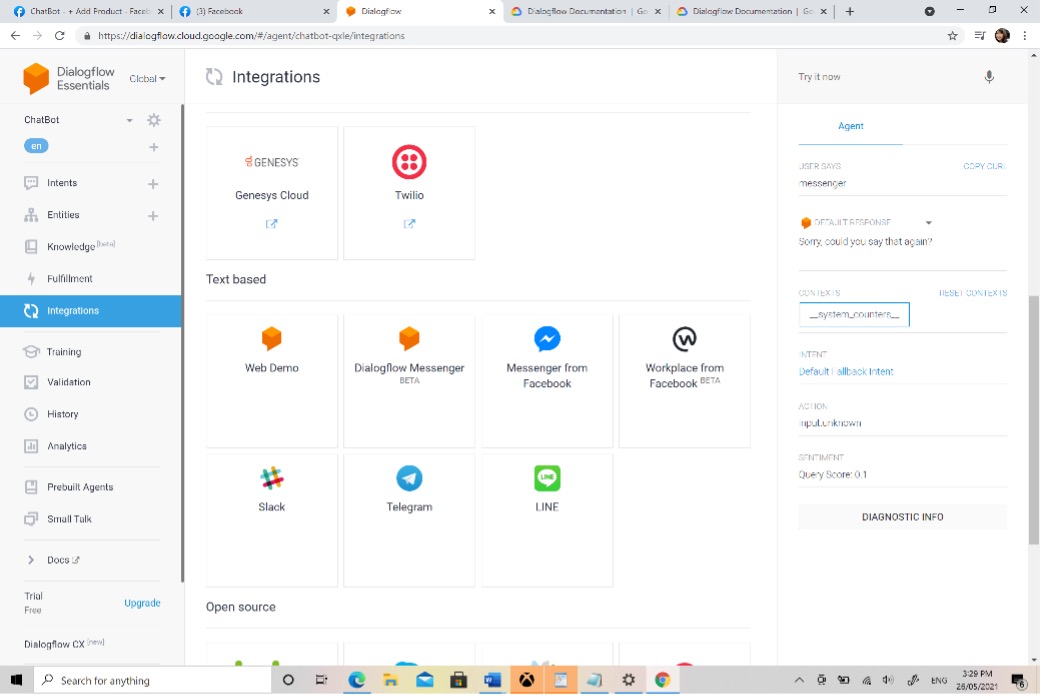 ChatBot - + Add Product - Faceb
(3) Facebook
Dialogflow
Dialogflow Documentation | Go
Dialogflow Documentation | Go
https://dialogflow.cloud.google.com/#/agent/chatbot-qxle/integrations
Dialogflow
Essentials
Global
ChatBot
en
Intents
Entities
Knowledge [beta]
Fulfillment
Integrations
Training
Validation
History
Analytics
Prebuilt Agents
Small Talk
Docs
Trial
Free
Upgrade
Dialogflow CX [new]
Integrations
GENESYS
Genesys Cloud
Twilio
Text based
Web Demo
Dialogflow Messenger
BETA
Messenger from
Facebook
Workplace from
Facebook BETA
Slack
Telegram
LINE
LINE
Open source
Try it now
Agent
USER SAYS
COPY CURL
messenger
DEFAULT RESPONSE
Sorry, could you say that again?
CONTEXTS
RESET CONTEXTS
__system_counters__
INTENT
Default Fallback Intent
ACTION
input.unknown
SENTIMENT
Query Score: 0.1
DIAGNOSTIC INFO
Search for anything
ENG
3:29 PM
26/05/2021
6